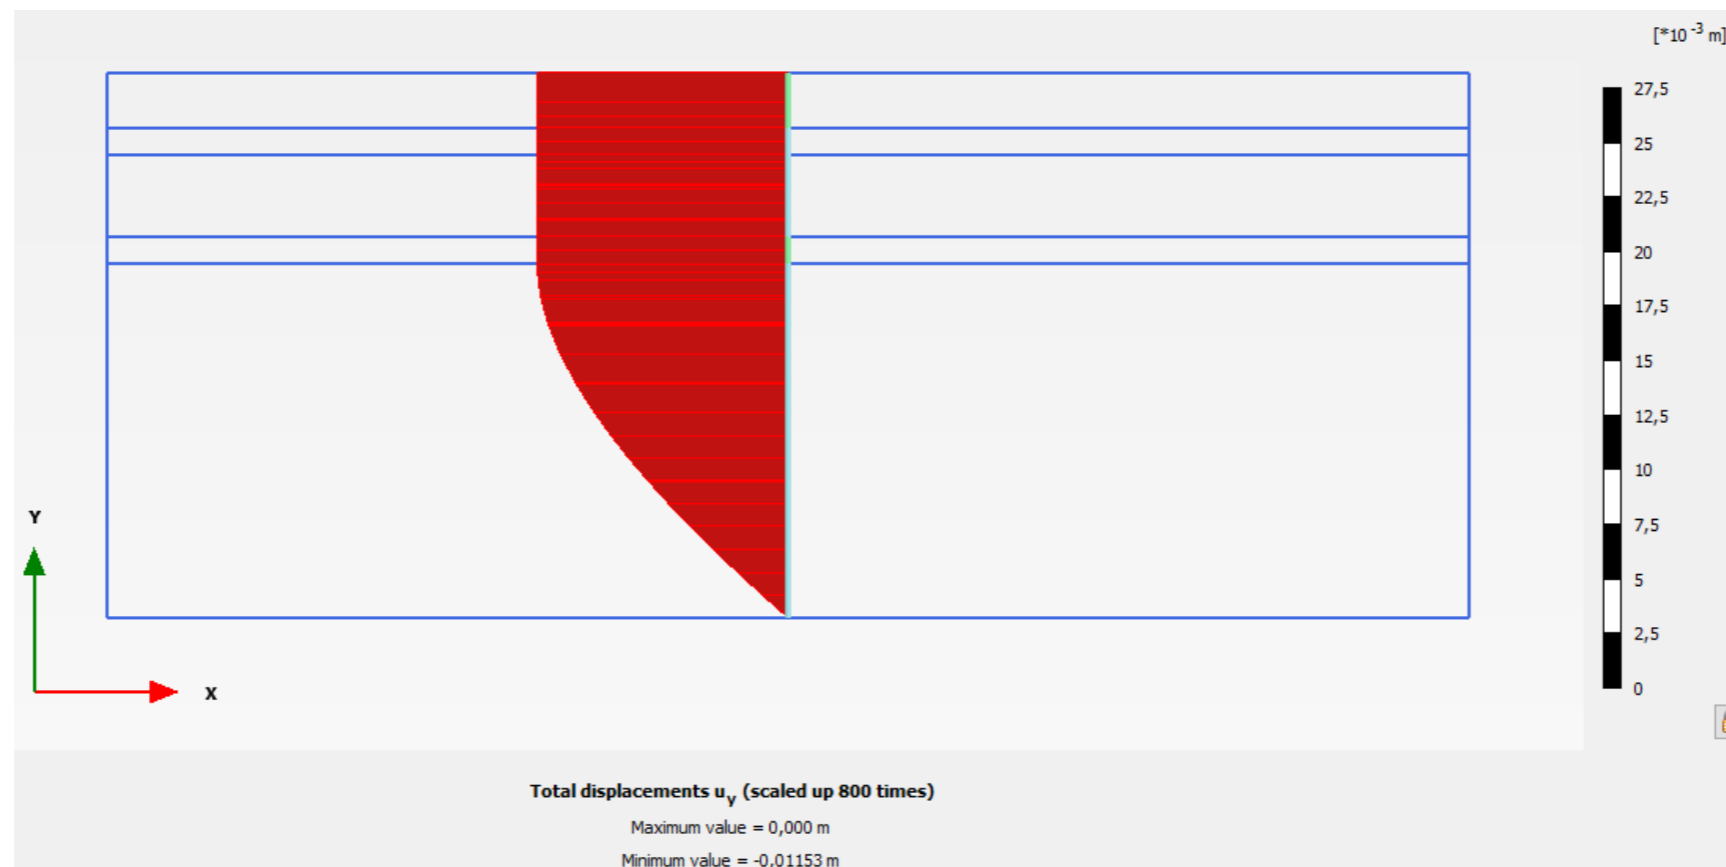 [*10 -3 m]
27,5
25
22,5
20
17,5
15
12,5
10
7,5
5
2,5
0
Y
X
Total displacements u y (scaled up 800 times)
Maximum value = 0,000 m
Minimum value = -0,01153 m